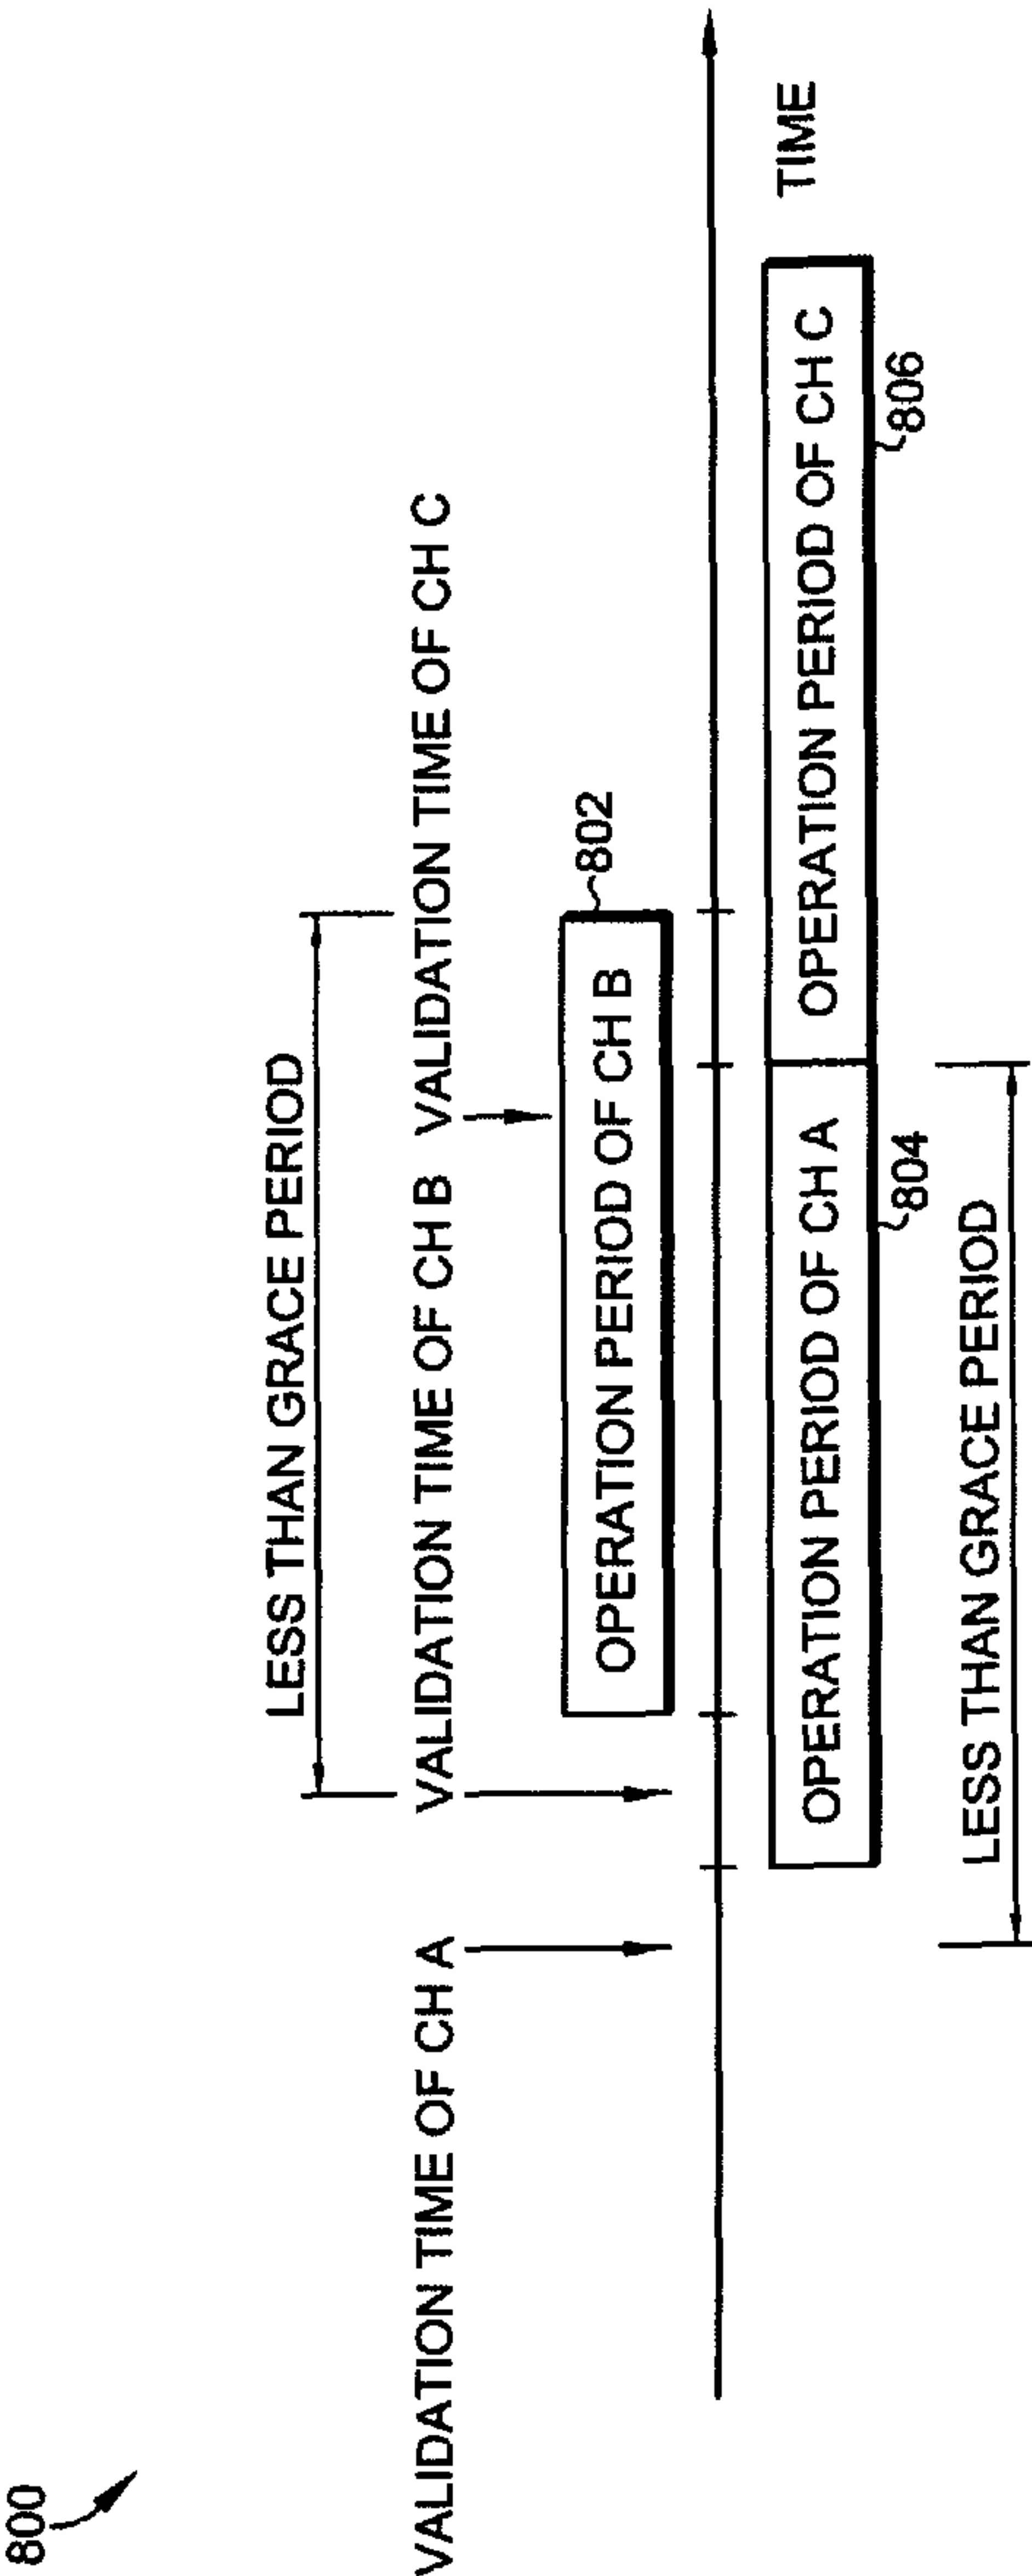 800
LESS THAN GRACE PERIOD
VALIDATION TIME OF CH A
VALIDATION TIME OF CH B
VALIDATION TIME OF CH C
OPERATION PERIOD OF CH B
802
TIME
OPERATION PERIOD OF CH A
OPERATION PERIOD OF CH C
804
806
LESS THAN GRACE PERIOD